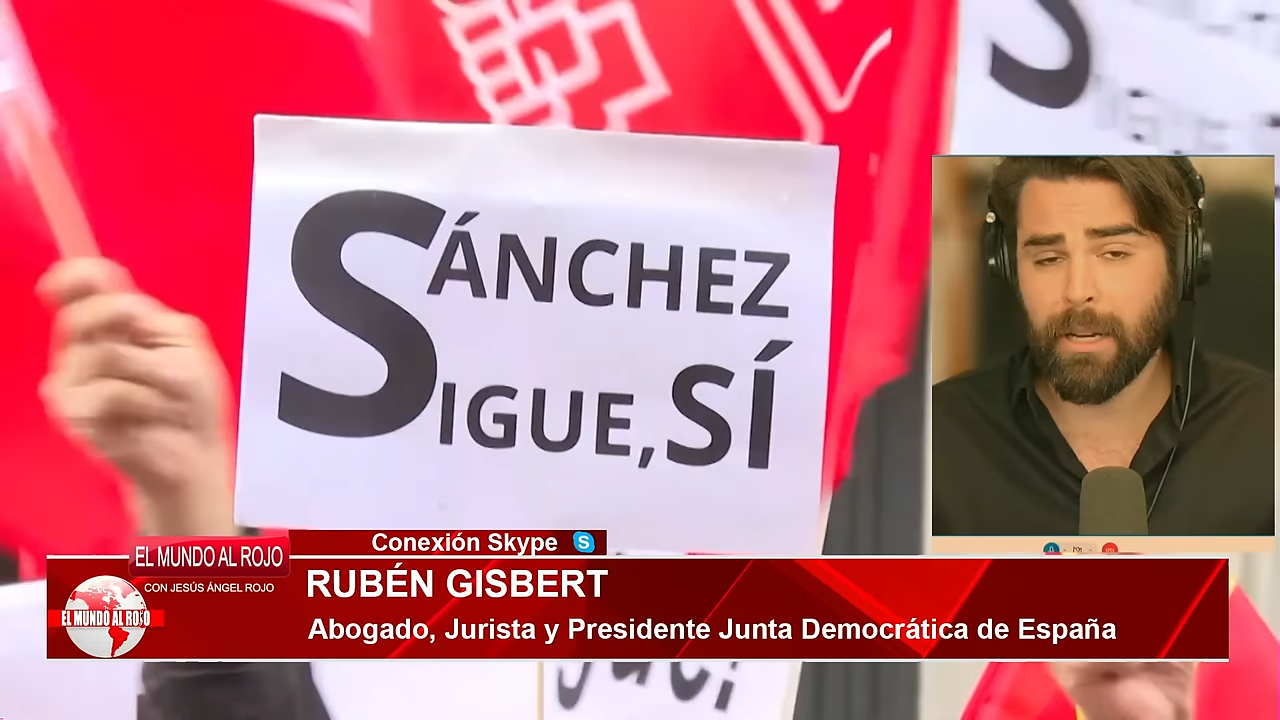 SÁNCHEZ
SIGUE, SÍ
Conexión Skype
EL MUNDO AL ROJO
CON JESÚS ÁNGEL ROJO
EL MUNDO AL ROJO
RUBÉN GISBERT
Abogado, Jurista y Presidente Junta Democrática de España